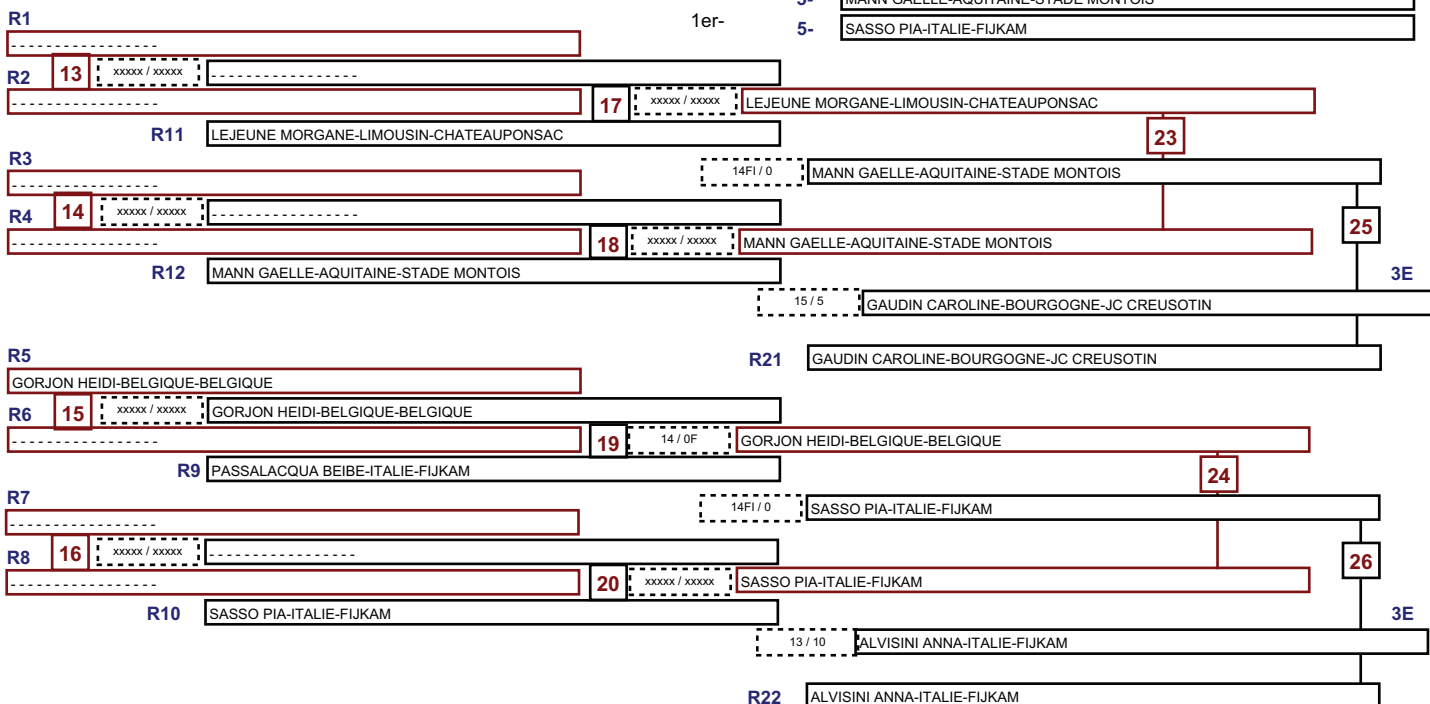 5- MANN GAELLE-AQUITAINE-STADE MONTOIS
R1
1er-
5- SASSO PIA-ITALIE-FIJKAM
- - - - - - - - - - - - - - - -
R2 13 xxxxx / xxxxx - - - - - - - - - - - - - - - -
- - - - - - - - - - - - - - - - 17 xxxxx / xxxxx LEJEUNE MORGANE-LIMOUSIN-CHATEAUPONSAC
R11 LEJEUNE MORGANE-LIMOUSIN-CHATEAUPONSAC 23
R3
- - - - - - - - - - - - - - - - 14FI / 0 MANN GAELLE-AQUITAINE-STADE MONTOIS
R4 14 xxxxx / xxxxx - - - - - - - - - - - - - - - - 25
- - - - - - - - - - - - - - - - 18 xxxxx / xxxxx MANN GAELLE-AQUITAINE-STADE MONTOIS
R12 MANN GAELLE-AQUITAINE-STADE MONTOIS 3E
15 / 5 GAUDIN CAROLINE-BOURGOGNE-JC CREUSOTIN
R5
R21 GAUDIN CAROLINE-BOURGOGNE-JC CREUSOTIN
GORJON HEIDI-BELGIQUE-BELGIQUE
R6 15 xxxxx / xxxxx GORJON HEIDI-BELGIQUE-BELGIQUE
- - - - - - - - - - - - - - - - 19 14 / 0F GORJON HEIDI-BELGIQUE-BELGIQUE
R9 PASSALACQUA BEIBE-ITALIE-FIJKAM 24
R7
- - - - - - - - - - - - - - - - 14FI / 0 SASSO PIA-ITALIE-FIJKAM
R8 16 xxxxx / xxxxx - - - - - - - - - - - - - - - - 26
- - - - - - - - - - - - - - - - 20 xxxxx / xxxxx SASSO PIA-ITALIE-FIJKAM
R10 SASSO PIA-ITALIE-FIJKAM 3E
13 / 10 ALVISINI ANNA-ITALIE-FIJKAM
R22 ALVISINI ANNA-ITALIE-FIJKAM